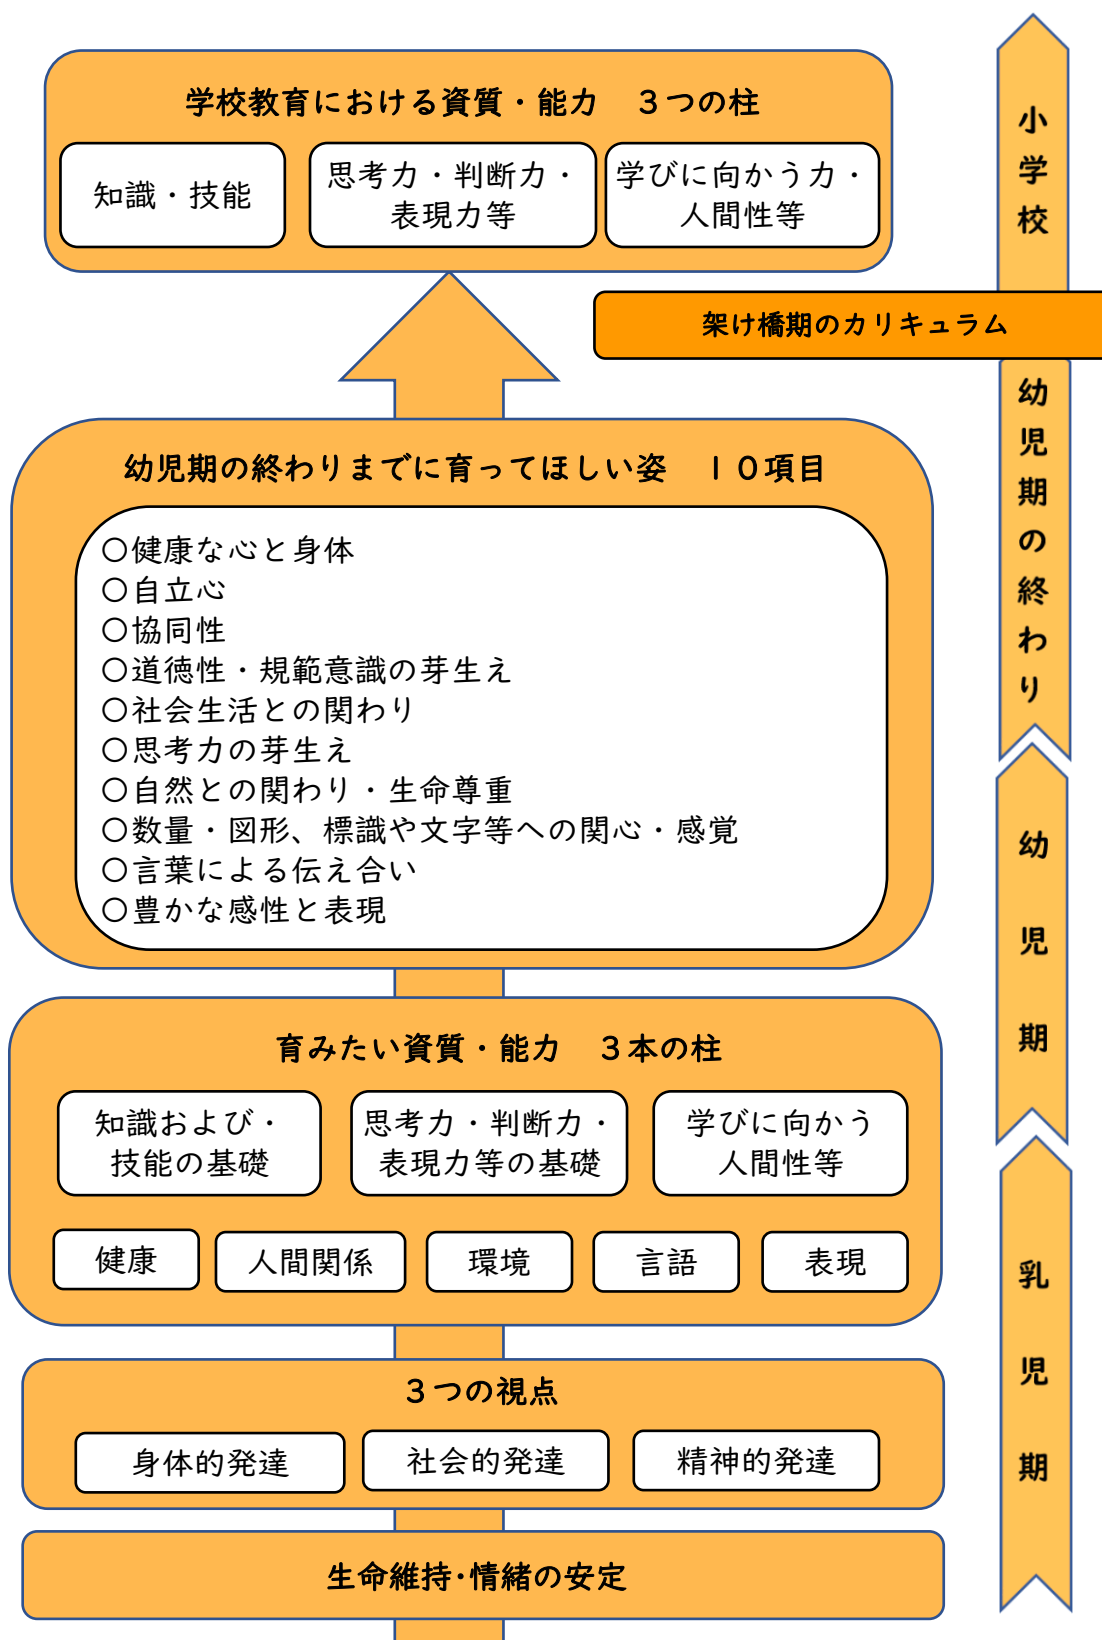 学校教育における資質・能力　３つの柱
知識・技能
思考力・判断力・
表現力等
学びに向かう力・
人間性等
小学校
架け橋期のカリキュラム
幼児期の終わり
幼児期の終わりまでに育ってほしい姿　１０項目
〇健康な心と身体
〇自立心
〇協同性
〇道徳性・規範意識の芽生え
〇社会生活との関わり
〇思考力の芽生え
〇自然との関わり・生命尊重
〇数量・図形、標識や文字等への関心・感覚
〇言葉による伝え合い
〇豊かな感性と表現
幼児期
育みたい資質・能力　３本の柱
知識および・
技能の基礎
思考力・判断力・
表現力等の基礎
学びに向かう
人間性等
健康
人間関係
環境
言語
表現
乳児期
３つの視点
身体的発達
社会的発達
精神的発達
生命維持・情緒の安定